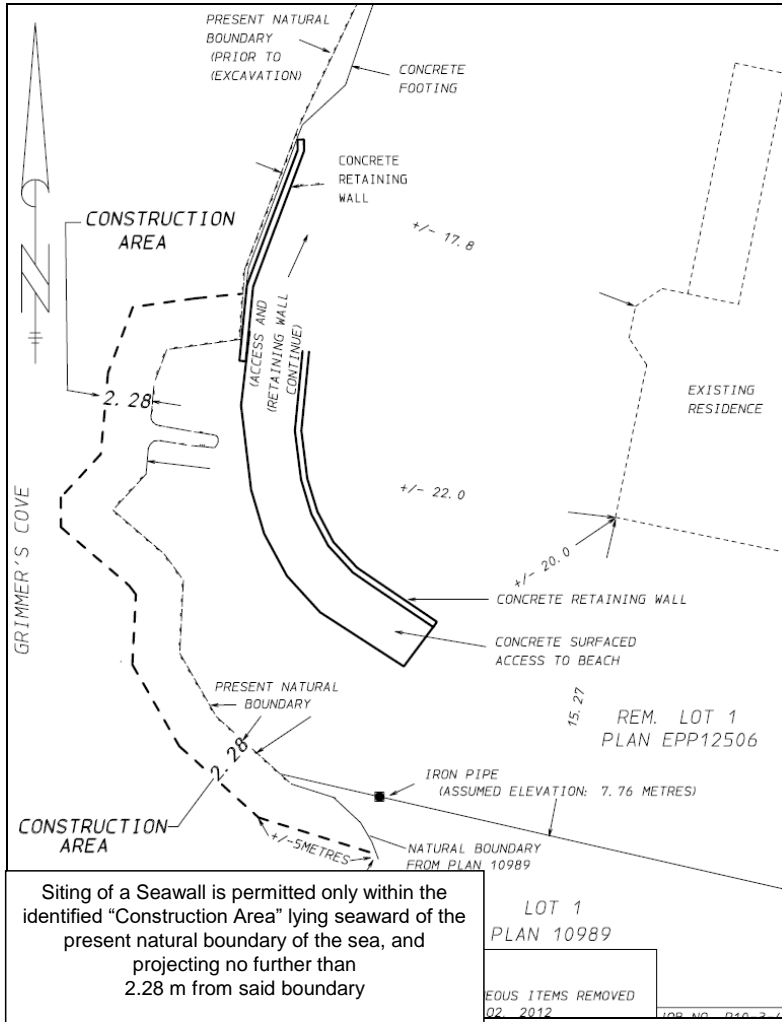 PRESENT NATURAL
BOUNDARY
(PRIOR TO
(EXCAVATION)
CONCRETE
FOOTING
CONCRETE
RETAINING
WALL
CONSTRUCTION
AREA
+/- 17.8
N
(ACCESS AND
(RETAINING WALL
CONTINUE)
2.28
EXISTING
RESIDENCE
GRIMMER'S COVE
+/- 22.0
+/- 20.0
CONCRETE RETAINING WALL
CONCRETE SURFACED
ACCESS TO BEACH
PRESENT NATURAL
BOUNDARY
15.27
REM. LOT 1
PLAN EPP12506
2.28
IRON PIPE
(ASSUMED ELEVATION: 7.76 METRES)
CONSTRUCTION
AREA
+/-5METRES
NATURAL BOUNDARY
FROM PLAN 10989
Siting of a Seawall is permitted only within the
identified “Construction Area” lying seaward of the
present natural boundary of the sea, and
projecting no further than
2.28 m from said boundary
LOT 1
PLAN 10989
EOUS ITEMS REMOVED
02, 2012
JOB NO.